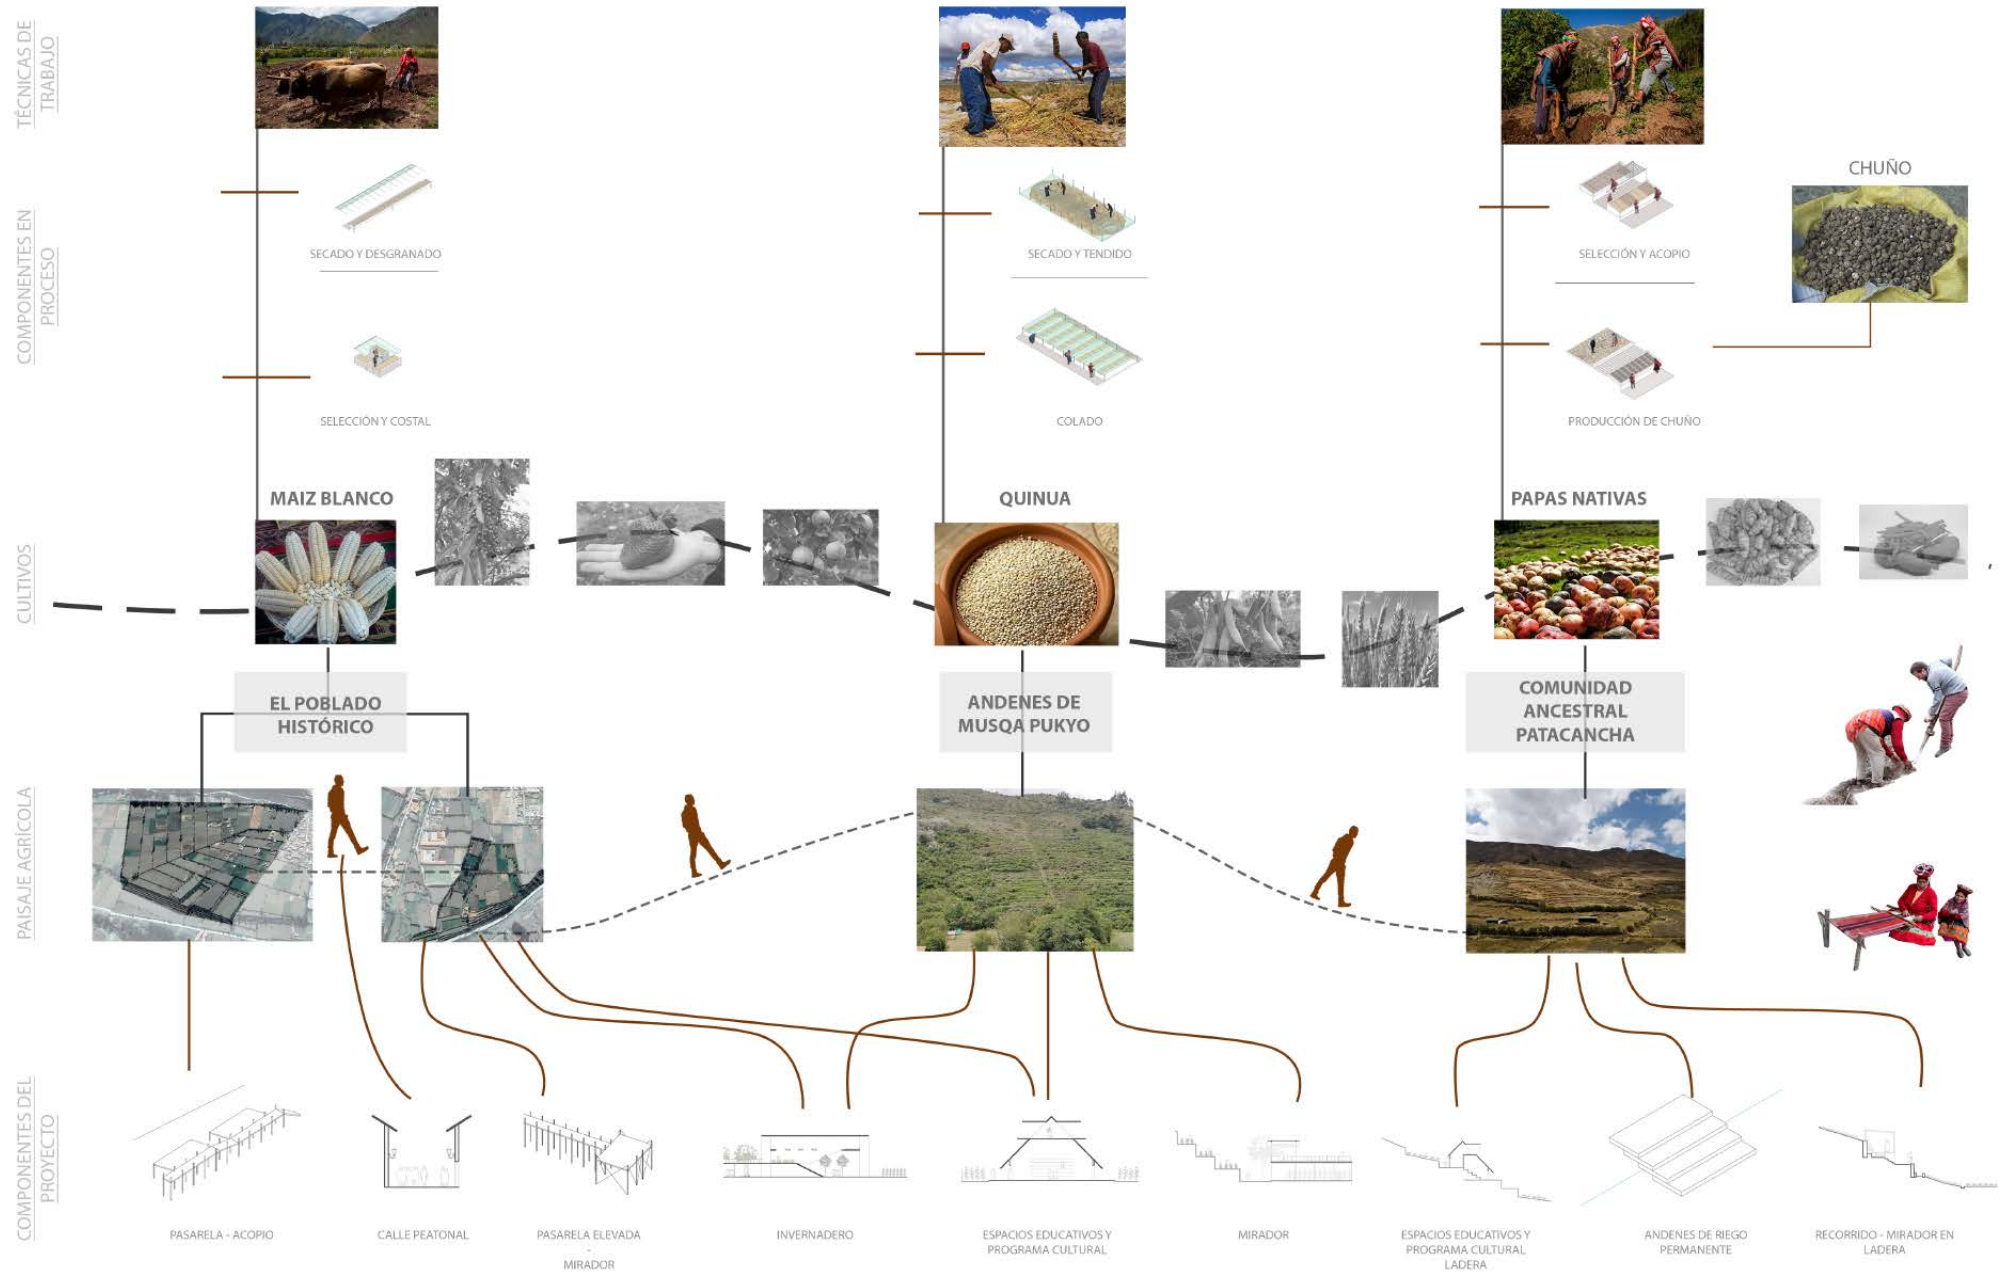 TÉCNICAS DE
TRABAJO
CHUÑO
COMPONENTES EN
PROCESO
SECADO Y DESGRANADO
SECADO Y TENDIDO
SELECCIÓN Y ACOPIO
SELECCIÓN Y COSTAL
COLADO
PRODUCCIÓN DE CHUÑO
CULTIVOS
MAIZ BLANCO
QUINUA
PAPAS NATIVAS
EL POBLADO
HISTÓRICO
ANDENES DE
MUSQA PUKYO
COMUNIDAD
ANCESTRAL
PATACANCHA
PAISAJE AGRÍCOLA
COMPONENTES DEL
PROYECTO
PASARELA - ACOPIO
CALLE PEATONAL
PASARELA ELEVADA
-
MIRADOR
INVERNADERO
ESPACIOS EDUCATIVOS Y
PROGRAMA CULTURAL
MIRADOR
ESPACIOS EDUCATIVOS Y
PROGRAMA CULTURAL
LADERA
ANDENES DE RIEGO
PERMANENTE
RECORRIDO - MIRADOR EN
LADERA